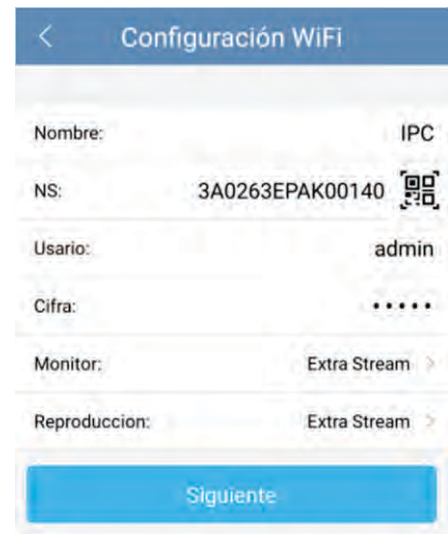 Configuración WiFi
Nombre: IPC
NS: 3A0263EPAK00140
Usario: admin
Cifra: •••••
Monitor: Extra Stream
Reproduccion: Extra Stream
Siguiente